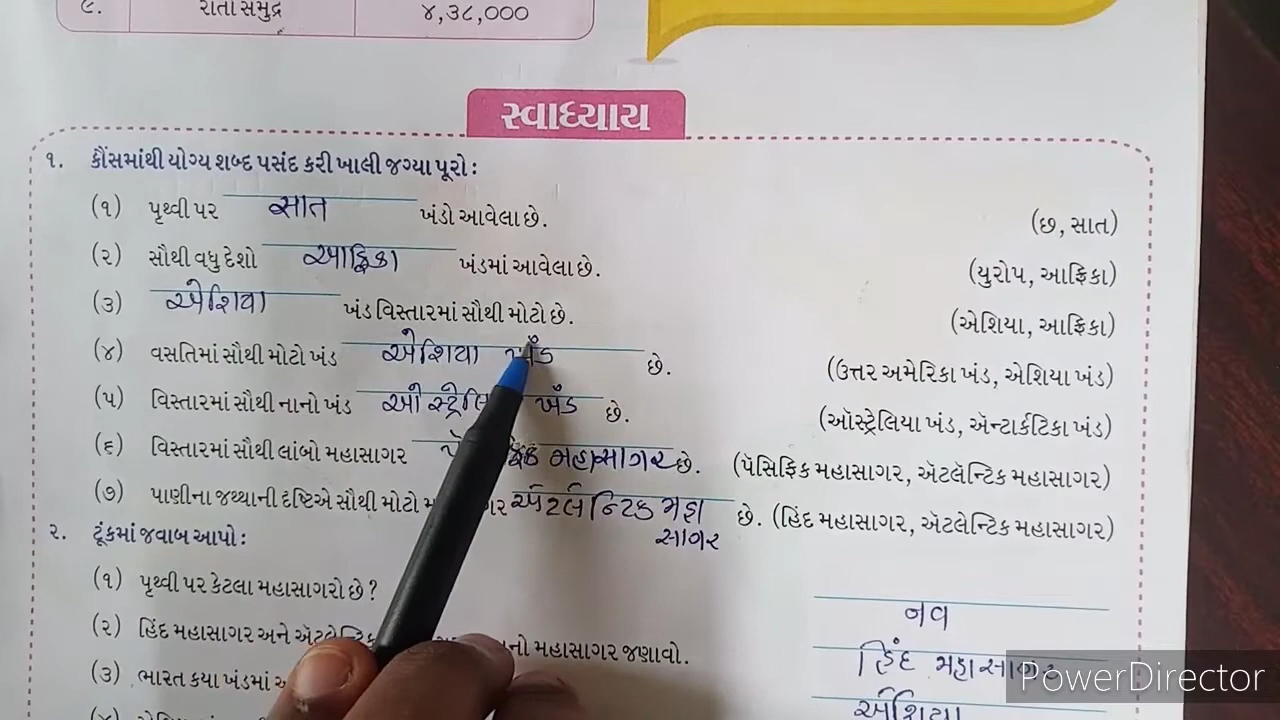 ૯. રાતો સમુદ્ર ૪,૩૮,૦૦૦
સ્વાધ્યાય
૧. કૌંસમાંથી યોગ્ય શબ્દ પસંદ કરી ખાલી જગ્યા પૂરો :
(૧) પૃથ્વી પર સાત ખંડો આવેલા છે. (છ, સાત)
(૨) સૌથી વધુ દેશો આફ્રિકા ખંડમાં આવેલા છે. (યુરોપ, આફ્રિકા)
(૩) એશિયા ખંડ વિસ્તારમાં સૌથી મોટો છે. (એશિયા, આફ્રિકા)
(૪) વસતિમાં સૌથી મોટો ખંડ એશિયા ખંડ છે. (ઉત્તર અમેરિકા ખંડ, એશિયા ખંડ)
(૫) વિસ્તારમાં સૌથી નાનો ખંડ ખંડ છે. (ઑસ્ટ્રેલિયા ખંડ, ઍન્ટાર્કટિકા ખંડ)
(૬) વિસ્તારમાં સૌથી લાંબો મહાસાગર મહાસાગર છે. (પૅસિફિક મહાસાગર, ઍટલૅન્ટિક મહાસાગર)
(૭) પાણીના જથ્થાની દૃષ્ટિએ સૌથી મોટો એટલેન્ટિક મહા છે. (હિંદ મહાસાગર, ઍટલેન્ટિક મહાસાગર)
સાગર
૨. ટૂંકમાં જવાબ આપો :
(૧) પૃથ્વી પર કેટલા મહાસાગરો છે? નવ
(૨) હિંદ મહાસાગર અને મહાસાગર જણાવો. હિંદ મહાસાગર
(૩) ભારત કયા ખંડમાં એશિયા
PowerDirector